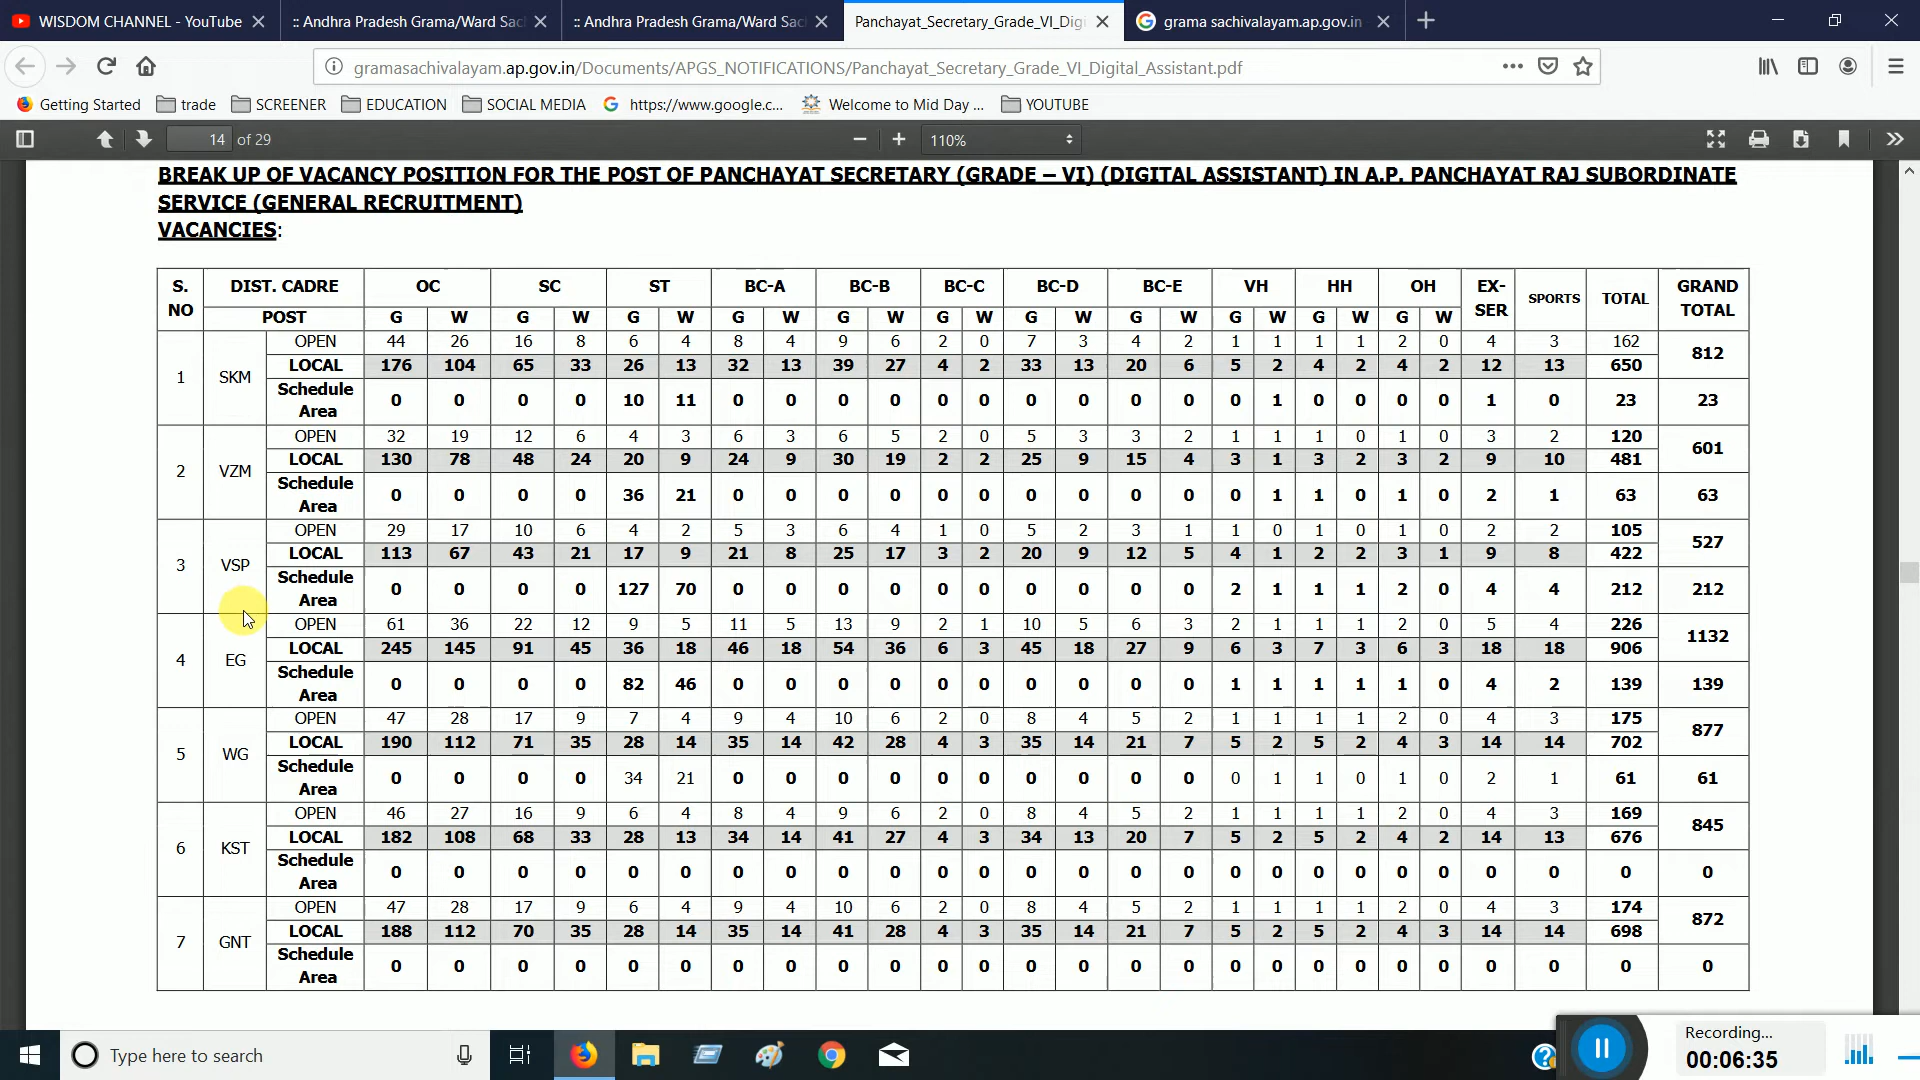 WISDOM CHANNEL - YouTube
:: Andhra Pradesh Grama/Ward Sac
:: Andhra Pradesh Grama/Ward Sac
Panchayat_Secretary_Grade_VI_Digi
grama sachivalayam.ap.gov.in
gramasachivalayam.ap.gov.in/Documents/APGS_NOTIFICATIONS/Panchayat_Secretary_Grade_VI_Digital_Assistant.pdf
Getting Started trade SCREENER EDUCATION SOCIAL MEDIA https://www.google.c... Welcome to Mid Day ... YOUTUBE
14 of 29 110%
BREAK UP OF VACANCY POSITION FOR THE POST OF PANCHAYAT SECRETARY (GRADE – VI) (DIGITAL ASSISTANT) IN A.P. PANCHAYAT RAJ SUBORDINATE
SERVICE (GENERAL RECRUITMENT)
VACANCIES:
S. NO DIST. CADRE OC SC ST BC-A BC-B BC-C BC-D BC-E VH HH OH EX-SER SPORTS TOTAL GRAND TOTAL
POST G W G W G W G W G W G W G W G W G W G W G W
1 SKM OPEN 44 26 16 8 6 4 8 4 9 6 2 0 7 3 4 2 1 1 1 1 2 0 4 3 162 812
LOCAL 176 104 65 33 26 13 32 13 39 27 4 2 33 13 20 6 5 2 4 2 4 2 12 13 650
Schedule Area 0 0 0 0 10 11 0 0 0 0 0 0 0 0 0 0 0 1 0 0 0 0 1 0 23 23
2 VZM OPEN 32 19 12 6 4 3 6 3 6 5 2 0 5 3 3 2 1 1 1 0 1 0 3 2 120 601
LOCAL 130 78 48 24 20 9 24 9 30 19 2 2 25 9 15 4 3 1 3 2 3 2 9 10 481
Schedule Area 0 0 0 0 36 21 0 0 0 0 0 0 0 0 0 0 0 1 1 0 1 0 2 1 63 63
3 VSP OPEN 29 17 10 6 4 2 5 3 6 4 1 0 5 2 3 1 1 0 1 0 1 0 2 2 105 527
LOCAL 113 67 43 21 17 9 21 8 25 17 3 2 20 9 12 5 4 1 2 2 3 1 9 8 422
Schedule Area 0 0 0 0 127 70 0 0 0 0 0 0 0 0 0 0 2 1 1 1 2 0 4 4 212 212
4 EG OPEN 61 36 22 12 9 5 11 5 13 9 2 1 10 5 6 3 2 1 1 1 2 0 5 4 226 1132
LOCAL 245 145 91 45 36 18 46 18 54 36 6 3 45 18 27 9 6 3 7 3 6 3 18 18 906
Schedule Area 0 0 0 0 82 46 0 0 0 0 0 0 0 0 0 0 1 1 1 1 1 0 4 2 139 139
5 WG OPEN 47 28 17 9 7 4 9 4 10 6 2 0 8 4 5 2 1 1 1 1 2 0 4 3 175 877
LOCAL 190 112 71 35 28 14 35 14 42 28 4 3 35 14 21 7 5 2 5 2 4 3 14 14 702
Schedule Area 0 0 0 0 34 21 0 0 0 0 0 0 0 0 0 0 0 1 1 0 1 0 2 1 61 61
6 KST OPEN 46 27 16 9 6 4 8 4 9 6 2 0 8 4 5 2 1 1 1 1 2 0 4 3 169 845
LOCAL 182 108 68 33 28 13 34 14 41 27 4 3 34 13 20 7 5 2 5 2 4 2 14 13 676
Schedule Area 0 0 0 0 0 0 0 0 0 0 0 0 0 0 0 0 0 0 0 0 0 0 0 0 0 0
7 GNT OPEN 47 28 17 9 6 4 9 4 10 6 2 0 8 4 5 2 1 1 1 1 2 0 4 3 174 872
LOCAL 188 112 70 35 28 14 35 14 41 28 4 3 35 14 21 7 5 2 5 2 4 3 14 14 698
Schedule Area 0 0 0 0 0 0 0 0 0 0 0 0 0 0 0 0 0 0 0 0 0 0 0 0 0 0
Type here to search
Recording...
00:06:35